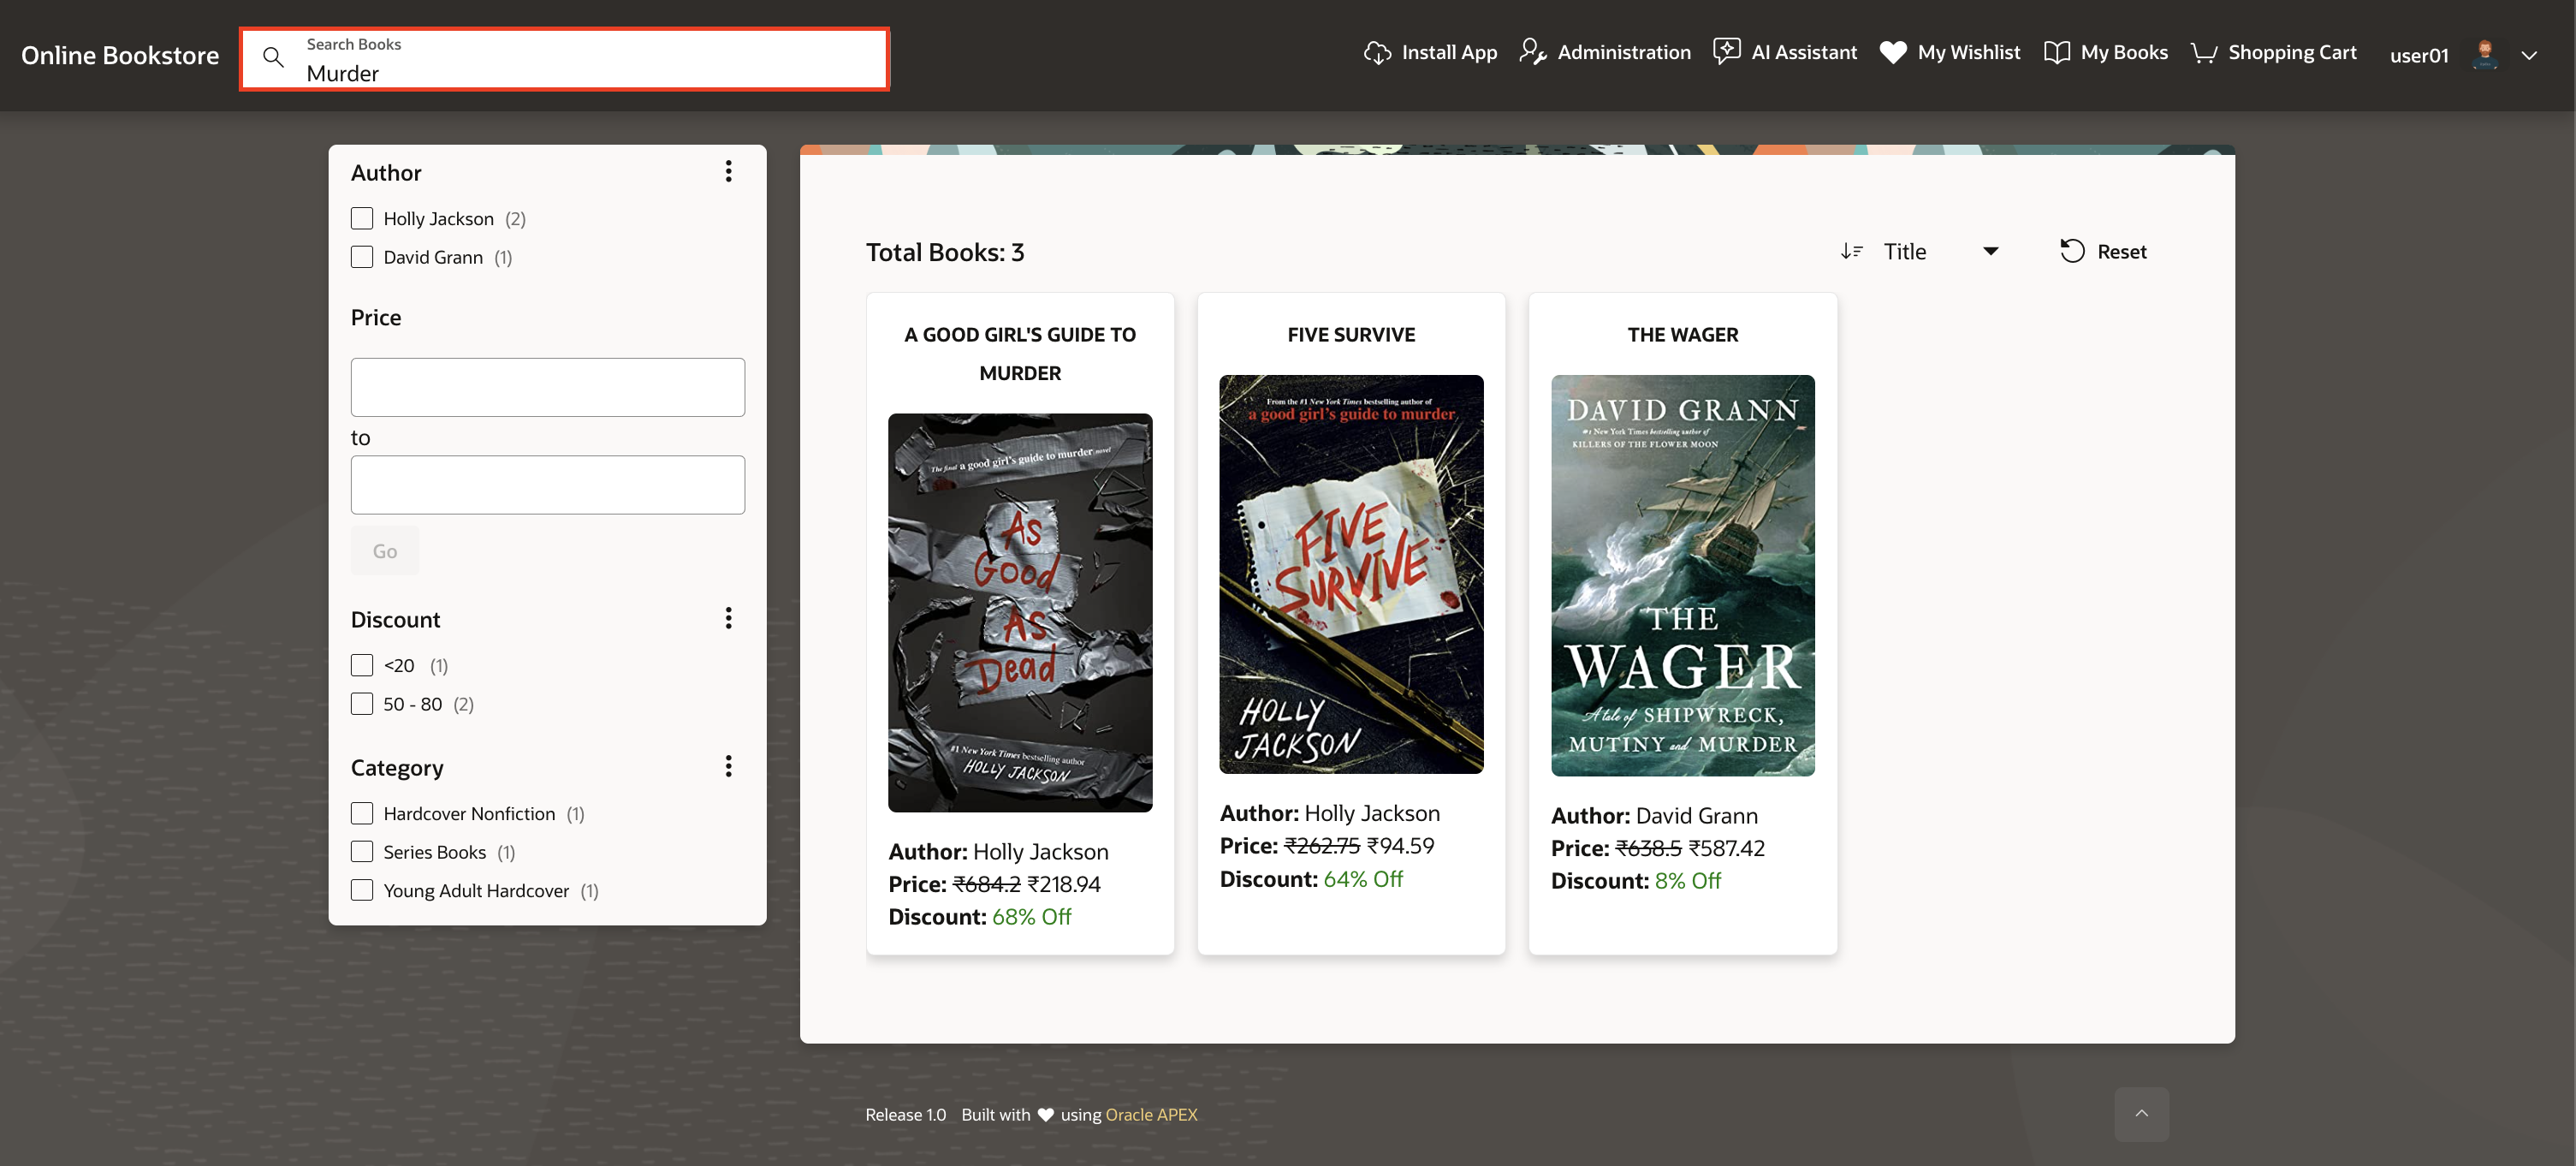 Online Bookstore
Search Books
Murder
Install App
Administration
AI Assistant
My Wishlist
My Books
Shopping Cart
user01
Author
Holly Jackson (2)
David Grann (1)
Price
to
Go
Discount
<20 (1)
50 - 80 (2)
Category
Hardcover Nonfiction (1)
Series Books (1)
Young Adult Hardcover (1)
Total Books: 3
Title
Reset
A GOOD GIRL'S GUIDE TO
MURDER
The final a good girl's guide to murder novel
As
Good
As
Dead
#1 New York Times bestselling author
HOLLY JACKSON
Author: Holly Jackson
Price: ₹684.2 ₹218.94
Discount: 68% Off
FIVE SURVIVE
From the #1 New York Times bestselling author of
a good girl's guide to murder
FIVE
SURVIVE
HOLLY
JACKSON
Author: Holly Jackson
Price: ₹262.75 ₹94.59
Discount: 64% Off
THE WAGER
DAVID GRANN
#1 New York Times bestselling author of
KILLERS OF THE FLOWER MOON
THE
WAGER
A tale of SHIPWRECK,
MUTINY and MURDER
Author: David Grann
Price: ₹638.5 ₹587.42
Discount: 8% Off
Release 1.0 Built with using Oracle APEX